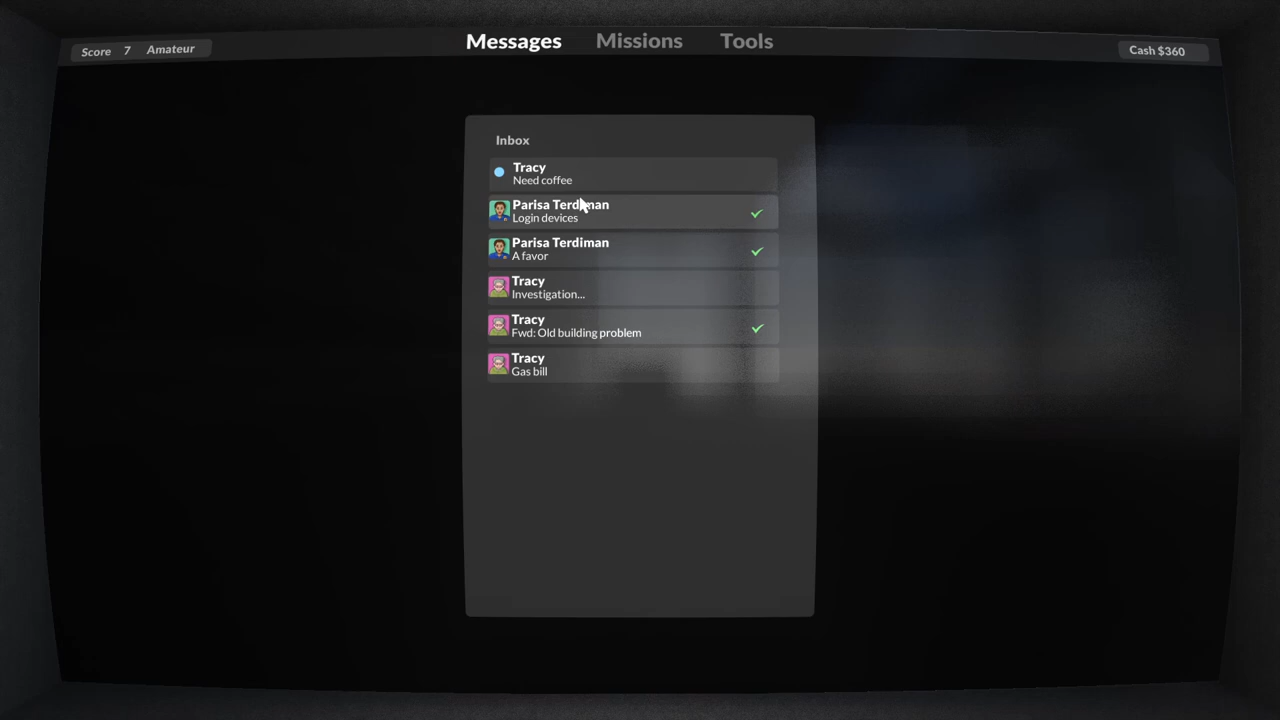 Score 7 Amateur
Messages Missions Tools
Cash $360
Inbox
Tracy
Need coffee
Parisa Terdiman
Login devices
Parisa Terdiman
A favor
Tracy
Investigation...
Tracy
Fwd: Old building problem
Tracy
Gas bill